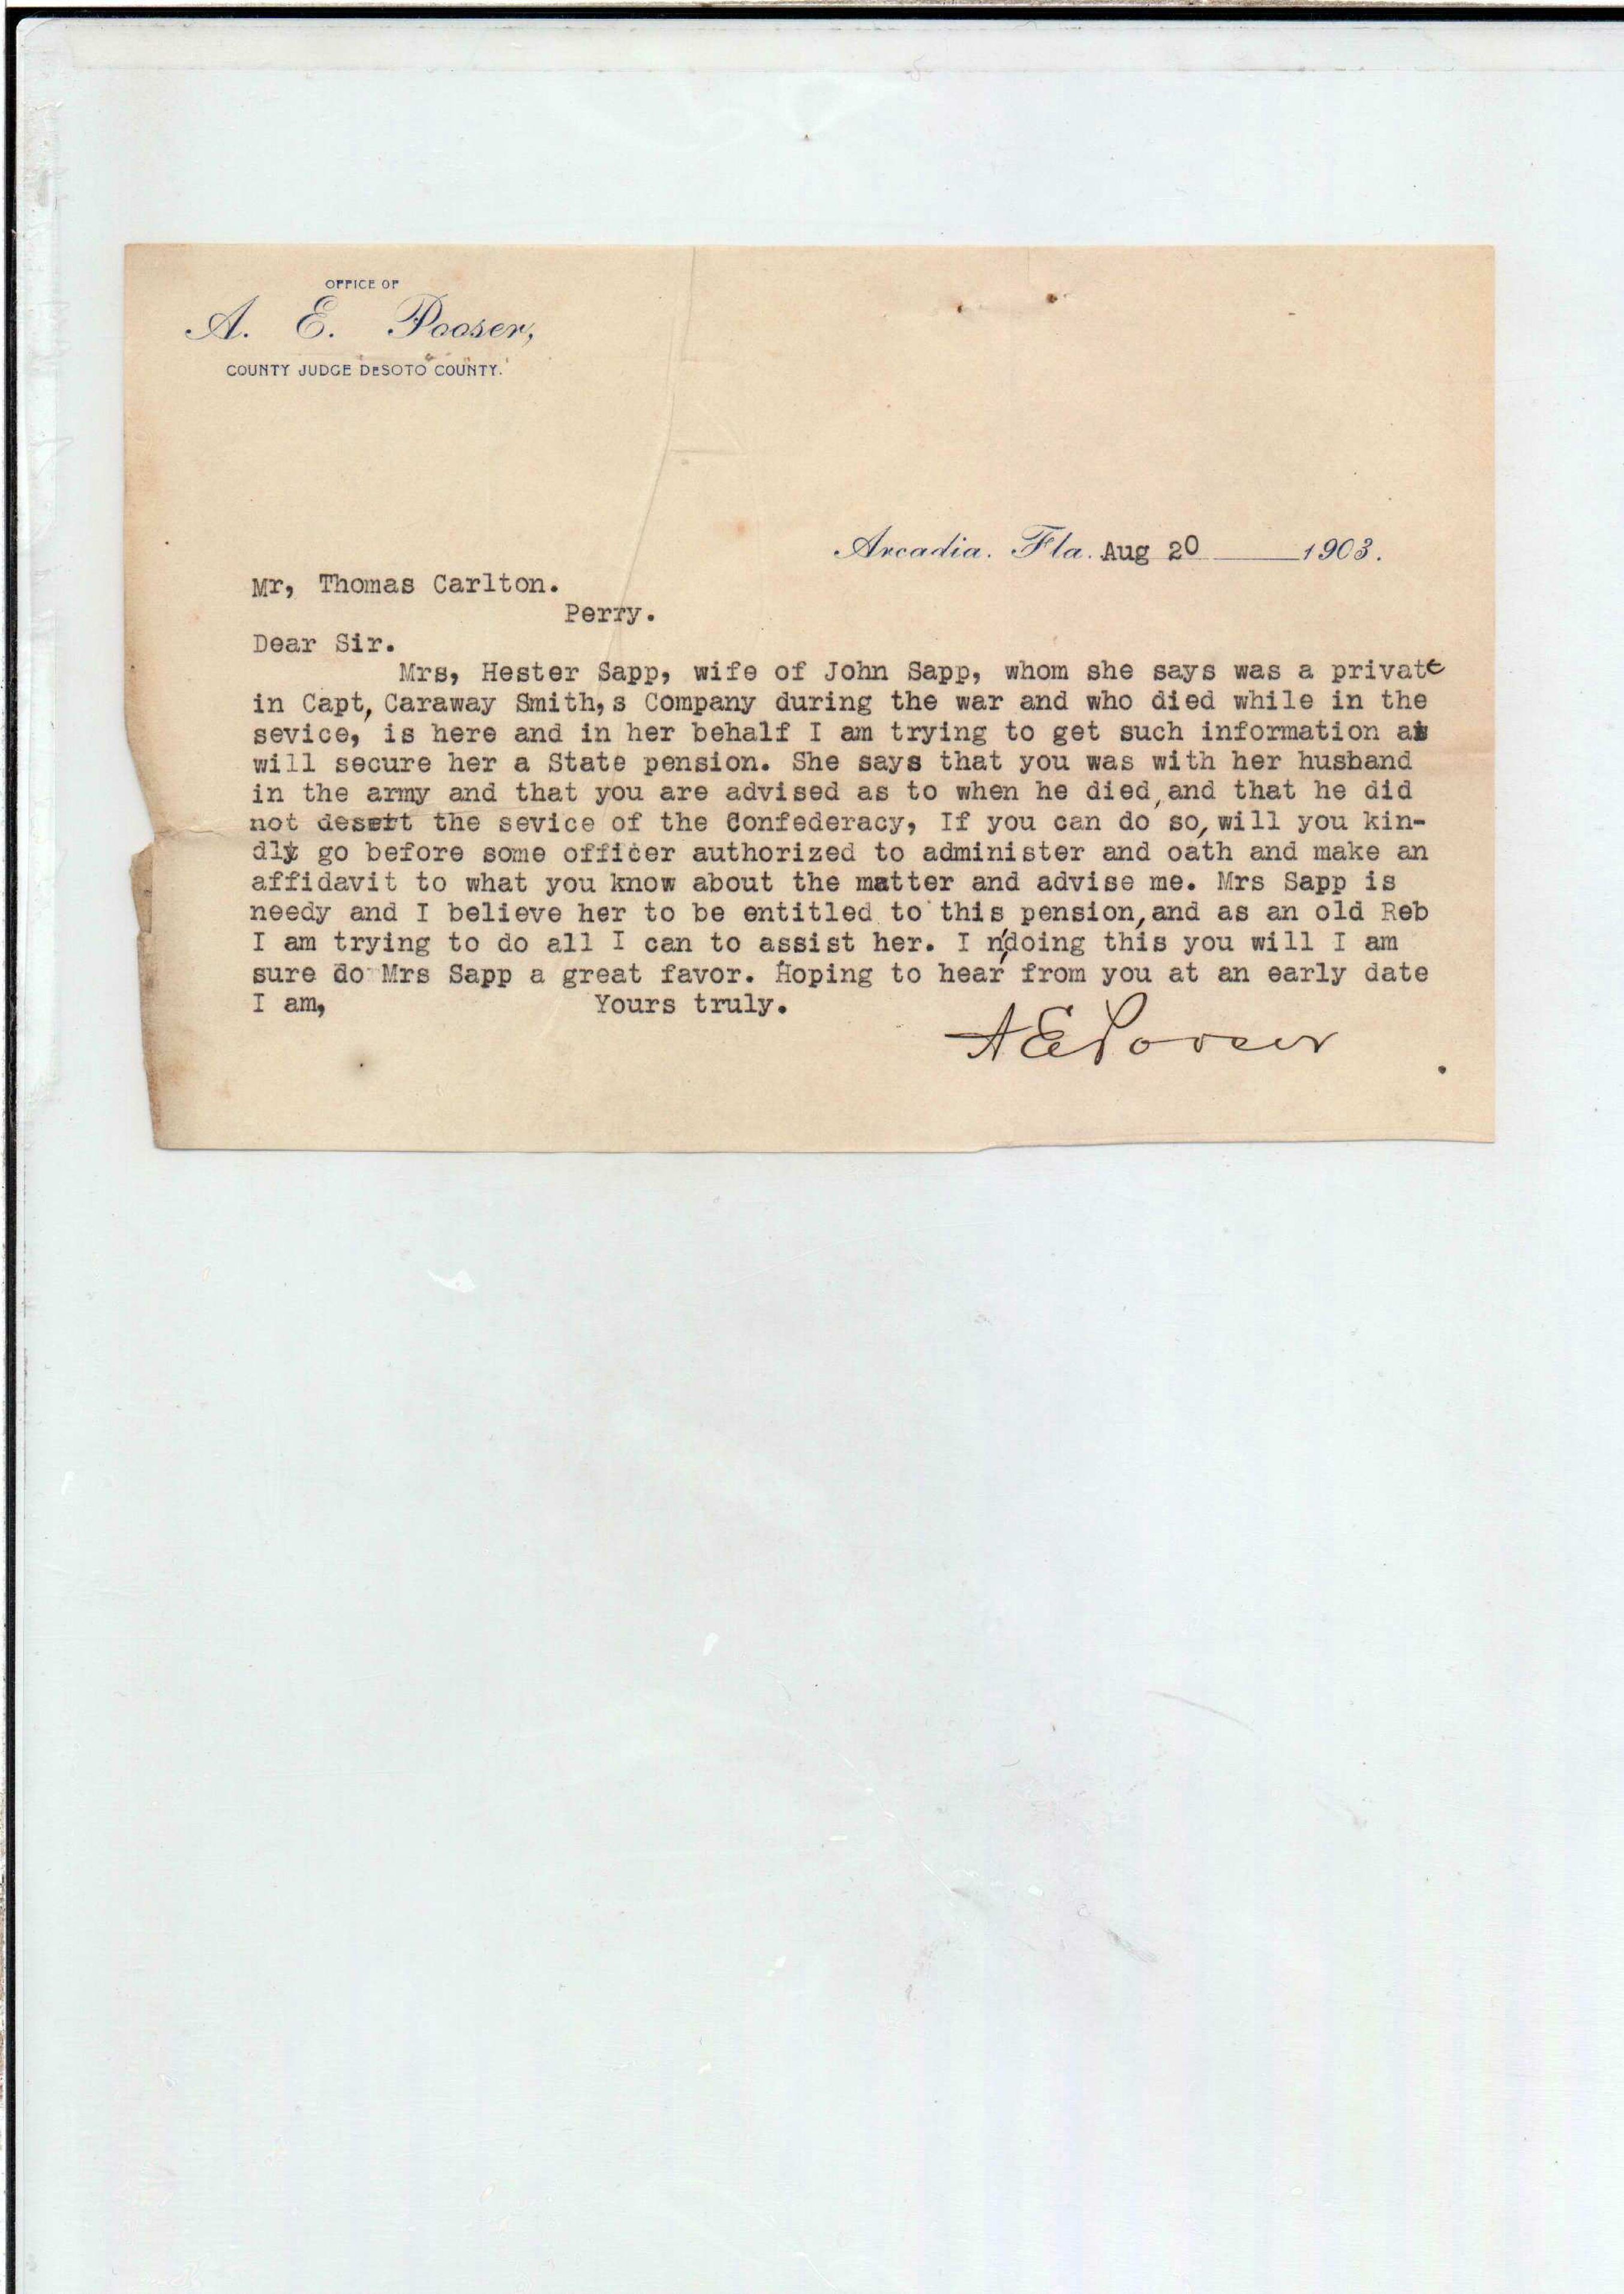 OFFICE OF
A. E. Pooser,
COUNTY JUDGE DESOTO COUNTY.
Arcadia. Fla. Aug 20 1903.
Mr, Thomas Carlton.
Perry.
Dear Sir.
Mrs, Hester Sapp, wife of John Sapp, whom she says was a private
in Capt, Caraway Smith,s Company during the war and who died while in the
sevice, is here and in her behalf I am trying to get such information as
will secure her a State pension. She says that you was with her husband
in the army and that you are advised as to when he died, and that he did
not desert the sevice of the Confederacy, If you can do so, will you kin-
dly go before some officer authorized to administer and oath and make an
affidavit to what you know about the matter and advise me. Mrs Sapp is
needy and I believe her to be entitled to this pension, and as an old Reb
I am trying to do all I can to assist her. I n doing this you will I am
sure do Mrs Sapp a great favor. Hoping to hear from you at an early date
I am, Yours truly.
A E Pooser